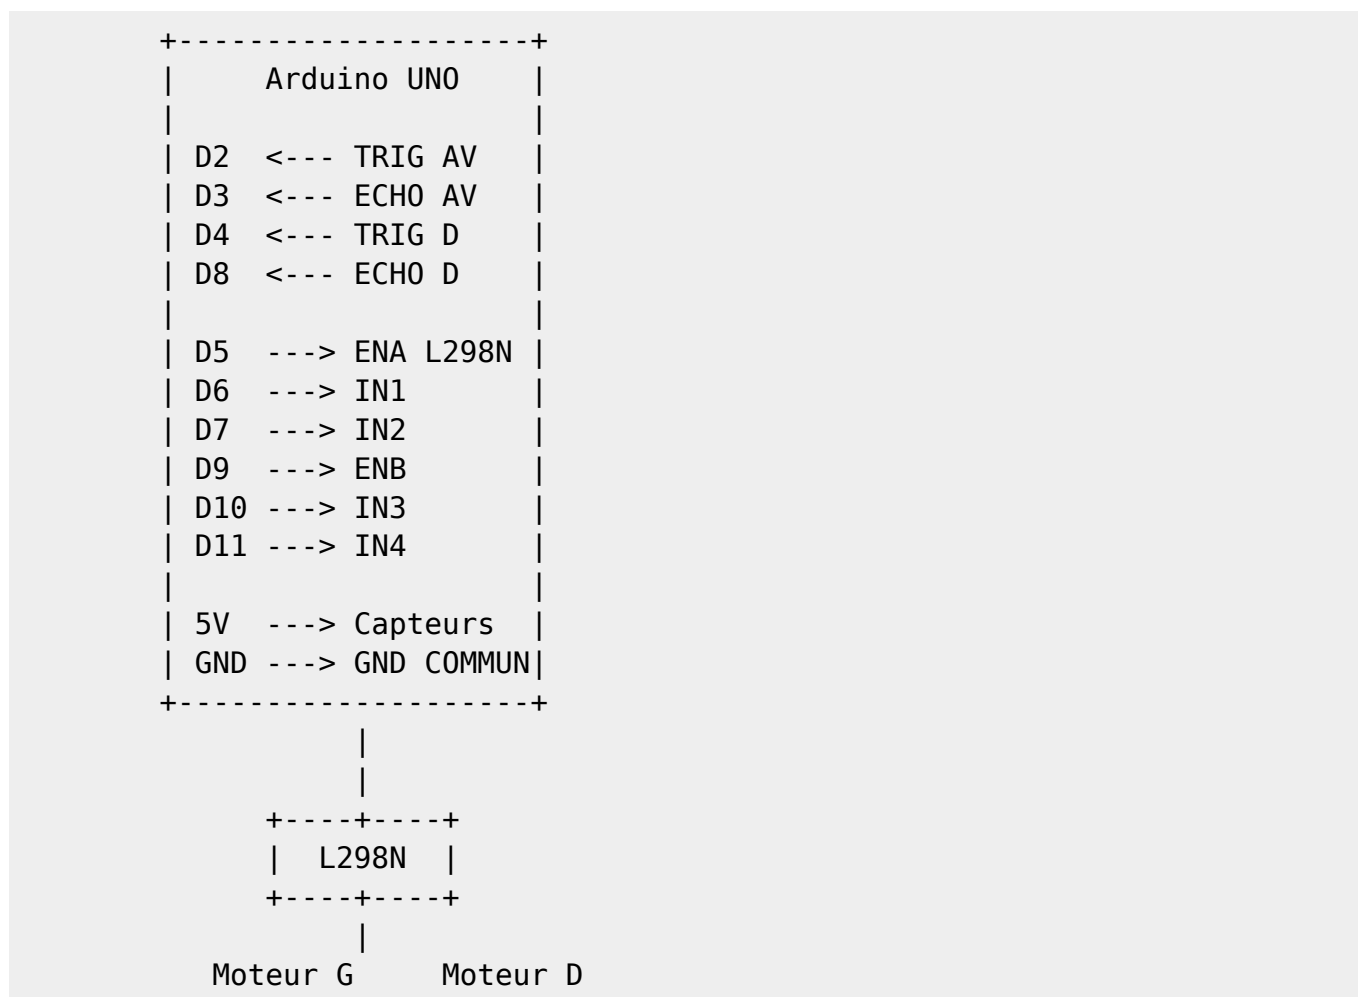 +--------------------+
|     Arduino UNO    |
|                    |
| D2  <--- TRIG AV   |
| D3  <--- ECHO AV   |
| D4  <--- TRIG D    |
| D8  <--- ECHO D    |
|                    |
| D5  ---> ENA L298N |
| D6  ---> IN1       |
| D7  ---> IN2       |
| D9  ---> ENB       |
| D10 ---> IN3       |
| D11 ---> IN4       |
|                    |
| 5V  ---> Capteurs  |
| GND ---> GND COMMUN|
+--------------------+
           |
           |
      +----+----+
      |  L298N  |
      +----+----+
           |
   Moteur G     Moteur D